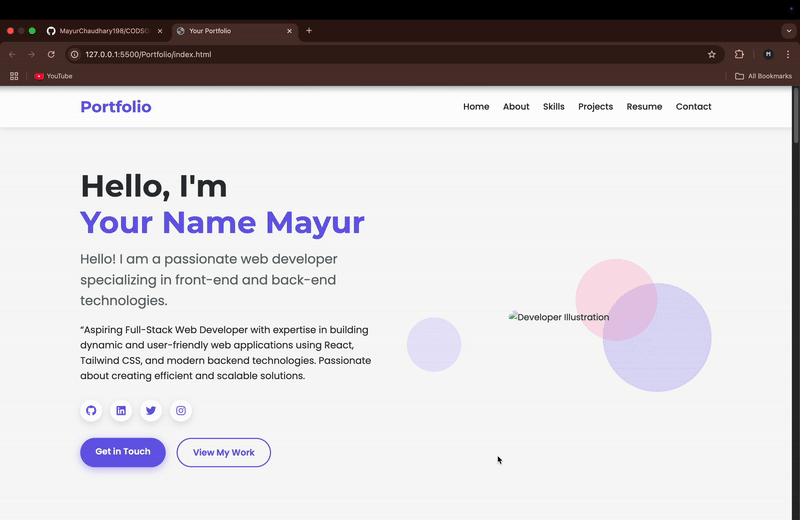 MayurChaudhary198/CODSO
Your Portfolio
127.0.0.1:5500/Portfolio/index.html
M
YouTube
All Bookmarks
Portfolio
Home About Skills Projects Resume Contact
Hello, I'm
Your Name Mayur
Hello! I am a passionate web developer
specializing in front-end and back-end
technologies.
“Aspiring Full-Stack Web Developer with expertise in building
dynamic and user-friendly web applications using React,
Tailwind CSS, and modern backend technologies. Passionate
about creating efficient and scalable solutions.
Developer Illustration
Get in Touch
View My Work